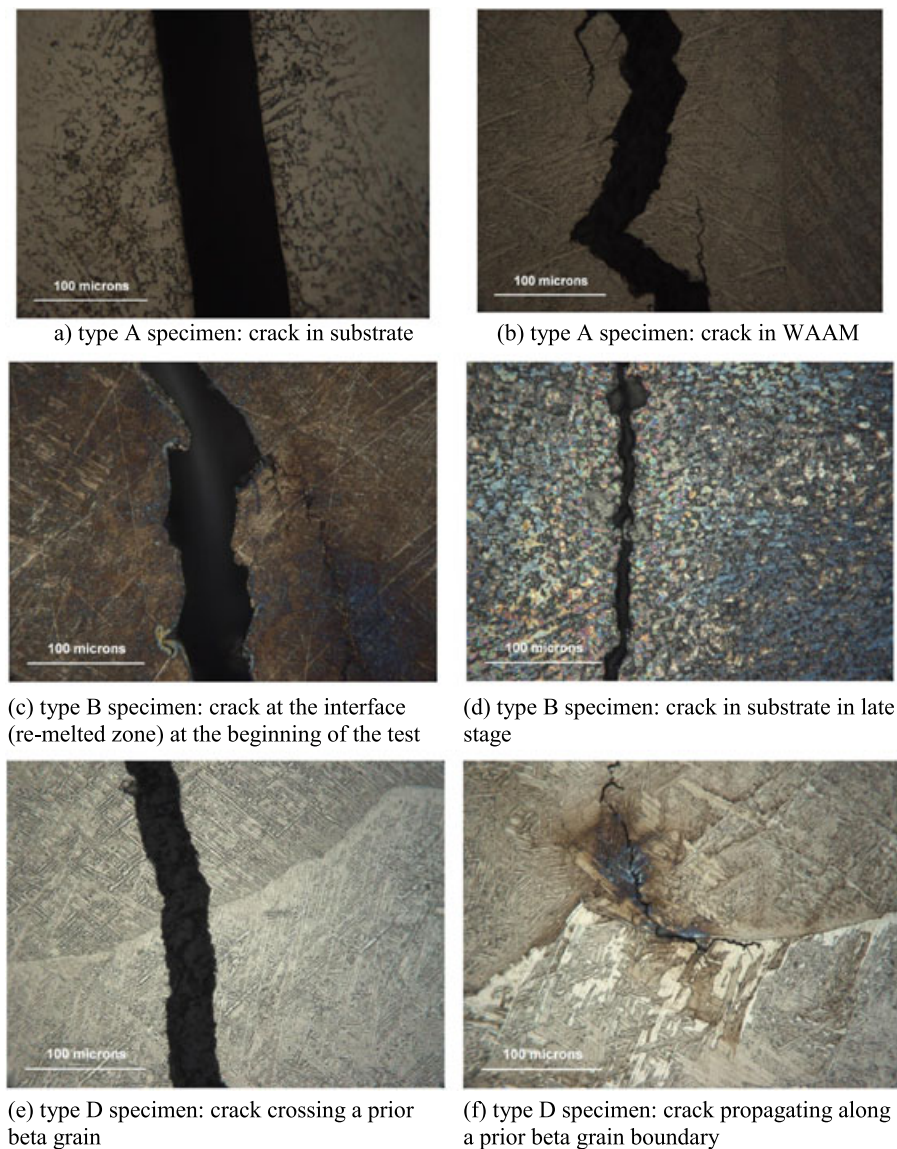 100 microns
100 microns
a) type A specimen: crack in substrate
(b) type A specimen: crack in WAAM
100 microns
100 microns
(c) type B specimen: crack at the interface
(re-melted zone) at the beginning of the test
(d) type B specimen: crack in substrate in late
stage
100 microns
100 microns
(e) type D specimen: crack crossing a prior
beta grain
(f) type D specimen: crack propagating along
a prior beta grain boundary